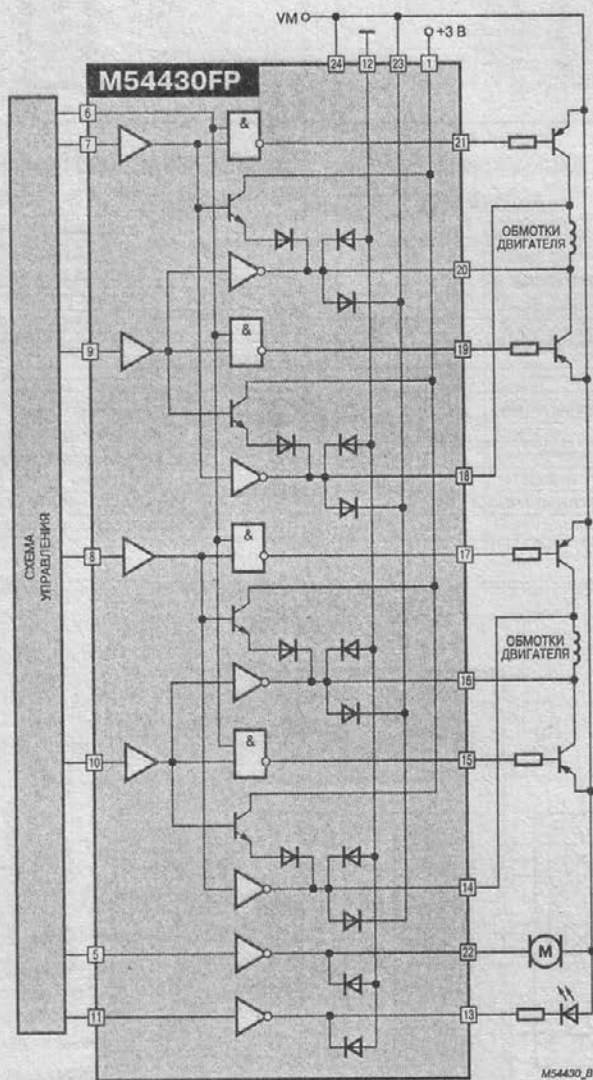 VM +3 В
24 12 23 1
M54430FP
6
&
7 21
ОБМОТКИ
ДВИГАТЕЛЯ
20
&
9 19
18
СХЕМА
УПРАВЛЕНИЯ
&
8 17
ОБМОТКИ
ДВИГАТЕЛЯ
16
&
10 15
14
5 22 M
11 13
M54430_B